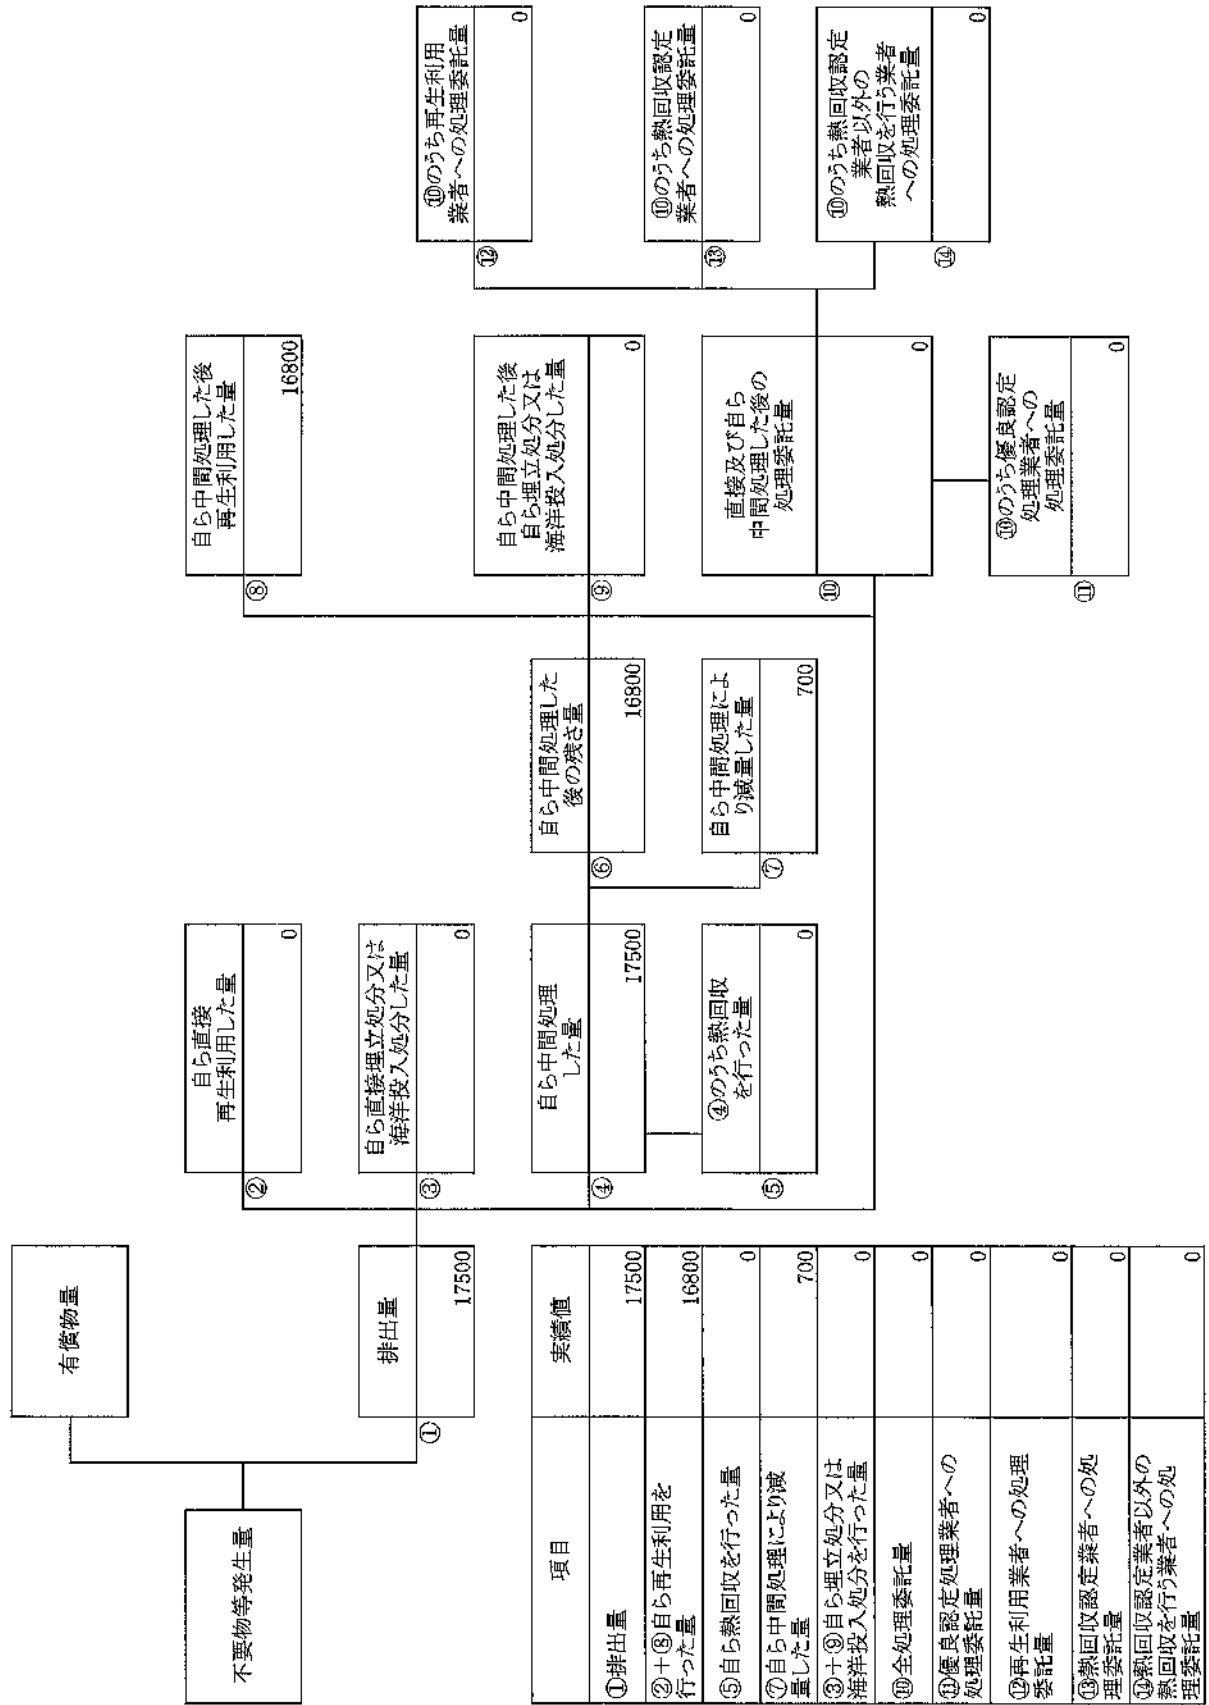 不要物等発生量
有償物量
①
排出量
17500
②
自ら直接
再生利用した量
0
③
自ら直接埋立処分又は
海洋投入処分した量
0
④
自ら中間処理
した量
17500
⑤
④のうち熱回収
を行った量
0
⑥
自ら中間処理した
後の残さ量
16800
⑦
自ら中間処理によ
り減量した量
700
⑧
自ら中間処理した後
再生利用した量
16800
⑨
自ら中間処理した後
自ら埋立処分又は
海洋投入処分した量
0
⑩
直接及び自ら
中間処理した後の
処理委託量
0
⑪
⑩のうち優良認定
処理業者への
処理委託量
0
⑫
⑩のうち再生利用
業者への処理委託量
0
⑬
⑩のうち熱回収認定
業者への処理委託量
0
⑭
⑩のうち熱回収認定
業者以外の
熱回収を行う業者
への処理委託量
0
項目 実績値
①排出量 17500
②+⑧自ら再生利用を
行った量 16800
⑤自ら熱回収を行った量 0
⑦自ら中間処理により減
量した量 700
③+⑨自ら埋立処分又は
海洋投入処分を行った量 0
⑩全処理委託量 0
⑪優良認定処理業者への
処理委託量 0
⑫再生利用業者への処理
委託量 0
⑬熱回収認定業者への処
理委託量 0
⑭熱回収認定業者以外の
熱回収を行う業者への処
理委託量 0